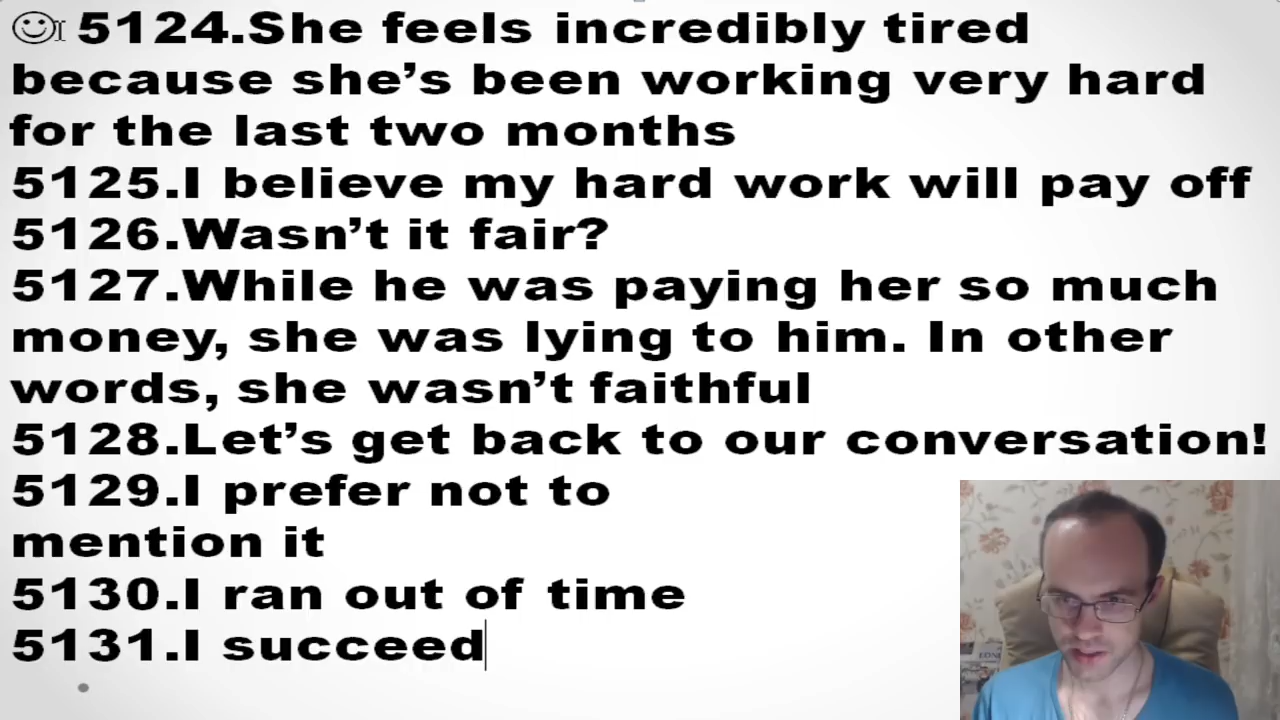 ☺ 5124.She feels incredibly tired
because she's been working very hard
for the last two months
5125.I believe my hard work will pay off
5126.Wasn't it fair?
5127.While he was paying her so much
money, she was lying to him. In other
words, she wasn't faithful
5128.Let's get back to our conversation!
5129.I prefer not to
mention it
5130.I ran out of time
5131.I succeed